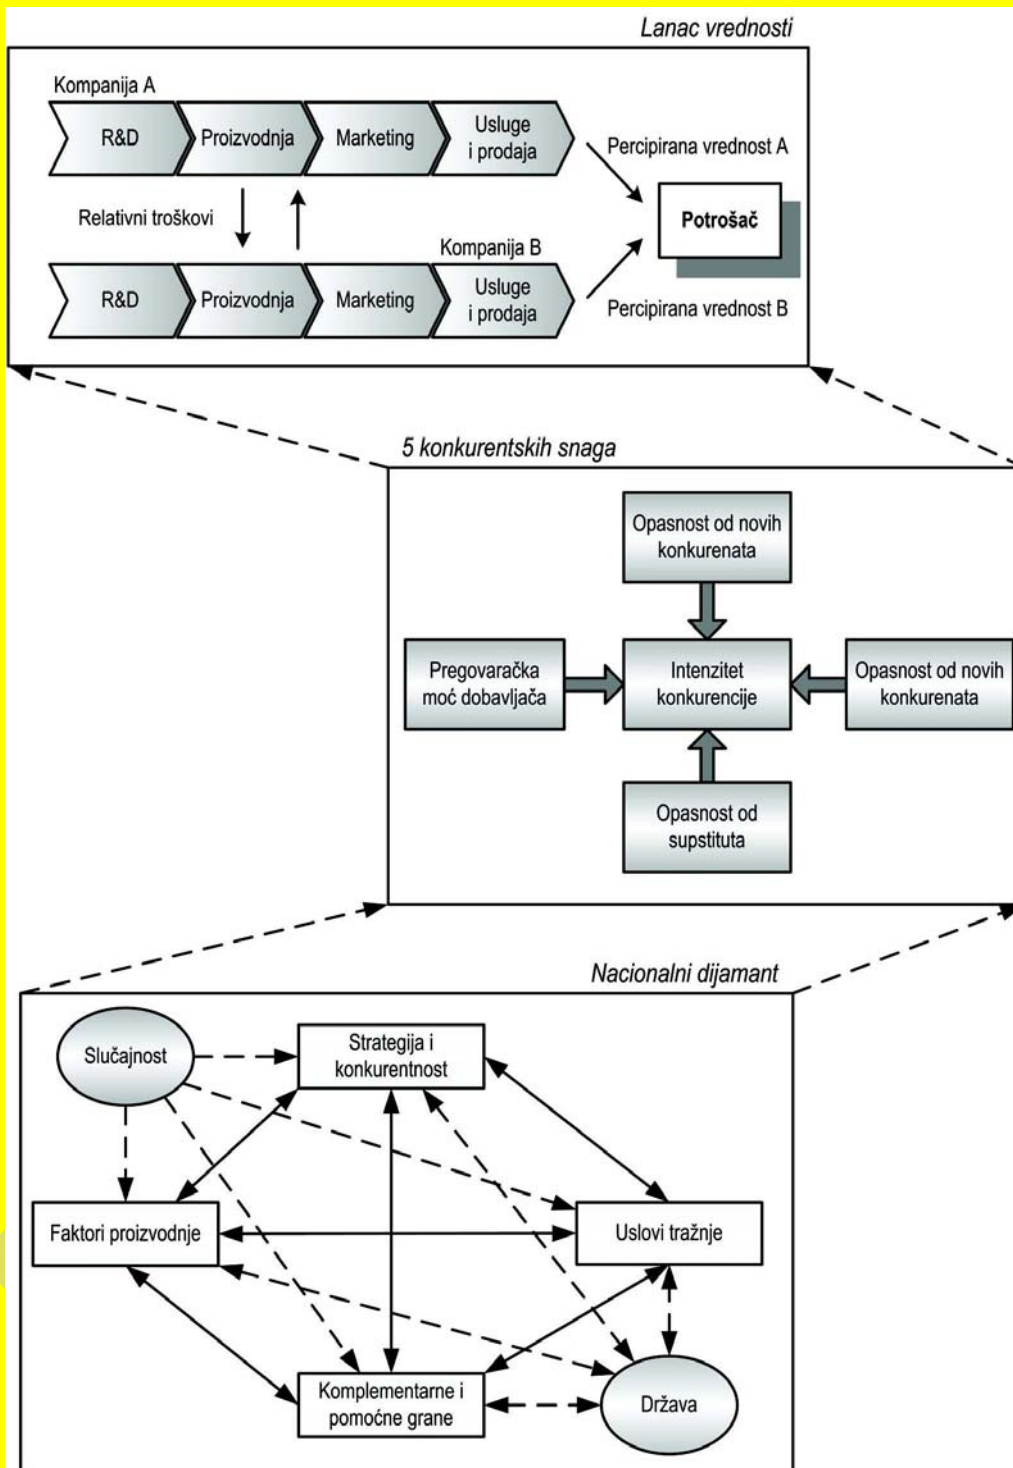 Lanac vrednosti
Kompanija A
R&D
Proizvodnja
Marketing
Usluge
i prodaja
Percipirana vrednost A
Relativni troškovi
Potrošač
Kompanija B
R&D
Proizvodnja
Marketing
Usluge
i prodaja
Percipirana vrednost B
5 konkurentskih snaga
Opasnost od novih
konkurenata
Pregovaračka
moć dobavljača
Intenzitet
konkurencije
Opasnost od novih
konkurenata
Opasnost od
supstituta
Nacionalni dijamant
Slučajnost
Strategija i
konkurentnost
Faktori proizvodnje
Uslovi tražnje
Komplementarne i
pomoćne grane
Država